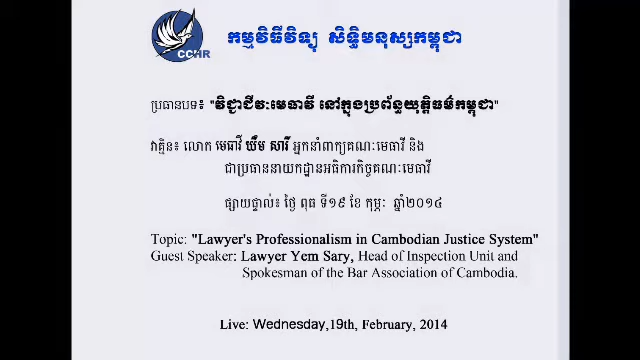 CCHR
កម្មវិធីវិទ្យុ សិទ្ធិមនុស្សកម្ពុជា
ប្រធានបទ៖ "វិជ្ជាជីវៈមេធាវី នៅក្នុងប្រព័ន្ធយុត្តិធម៌កម្ពុជា"
វាគ្មិន៖ លោក មេធាវី យឹម សារី អ្នកនាំពាក្យគណៈមេធាវី និង
ជាប្រធាននាយកដ្ឋានអធិការកិច្ចគណៈមេធាវី
ផ្សាយផ្ទាល់៖ ថ្ងៃ ពុធ ទី១៩ ខែ កុម្ភៈ ឆ្នាំ២០១៤
Topic: "Lawyer's Professionalism in Cambodian Justice System"
Guest Speaker: Lawyer Yem Sary, Head of Inspection Unit and
Spokesman of the Bar Association of Cambodia.
Live: Wednesday,19th, February, 2014